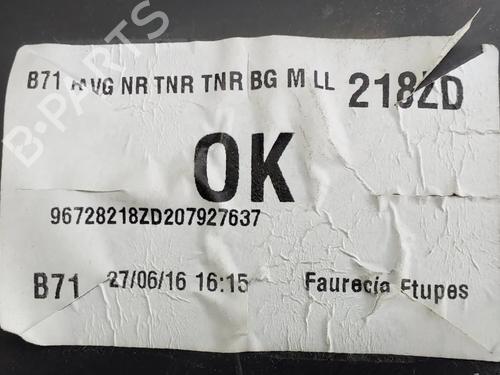 B71 AVG NR TNR TNR BG M LL 218ZD
OK
96728218ZD207927637
B71 27/06/16 16:15 Faurecia Etupes
B-PARTS